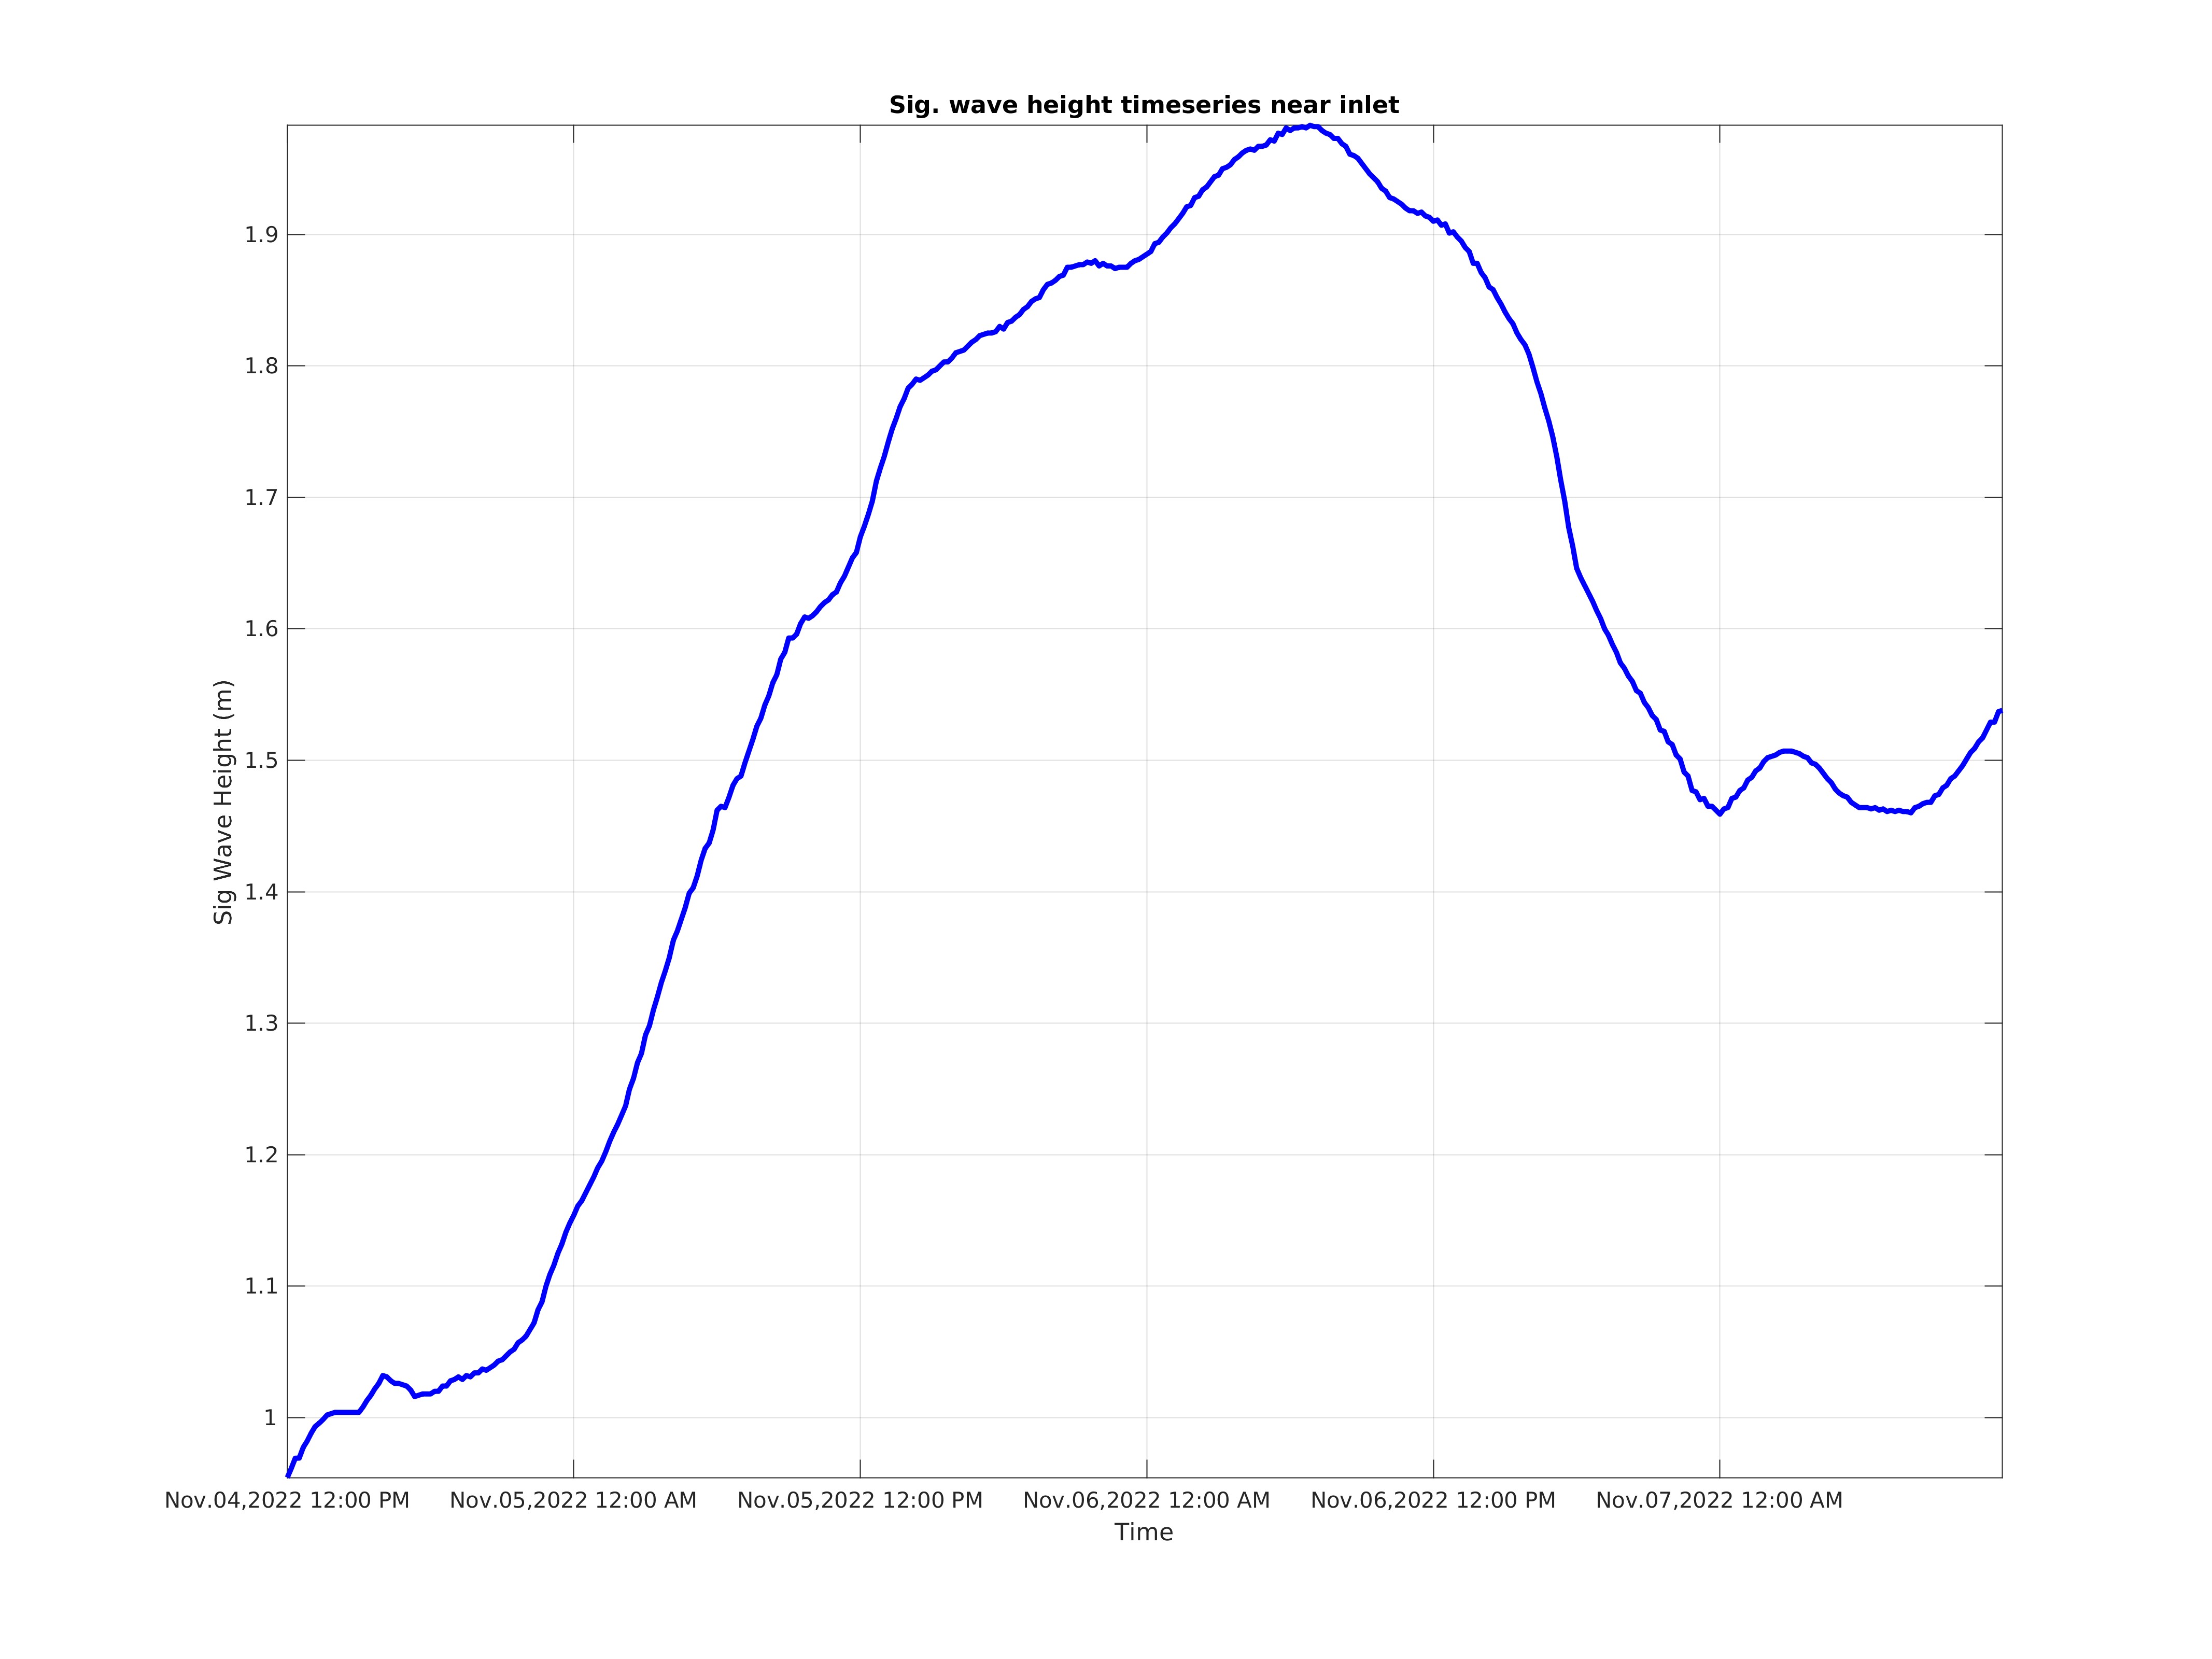 Sig. wave height timeseries near inlet
1.9
1.8
1.7
1.6
1.5
1.4
1.3
1.2
1.1
1
Sig Wave Height (m)
Nov.04,2022 12:00 PM Nov.05,2022 12:00 AM Nov.05,2022 12:00 PM Nov.06,2022 12:00 AM Nov.06,2022 12:00 PM Nov.07,2022 12:00 AM
Time